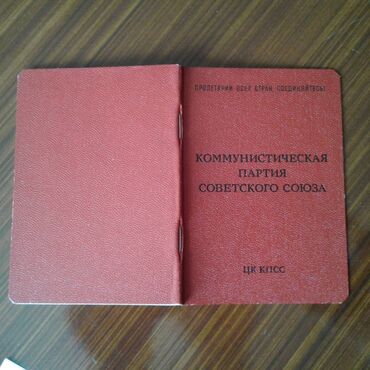 ПРОЛЕТАРИИ ВСЕХ СТРАН, СОЕДИНЯЙТЕСЬ!
КОММУНИСТИЧЕСКАЯ
ПАРТИЯ
СОВЕТСКОГО СОЮЗА
ЦК КПСС